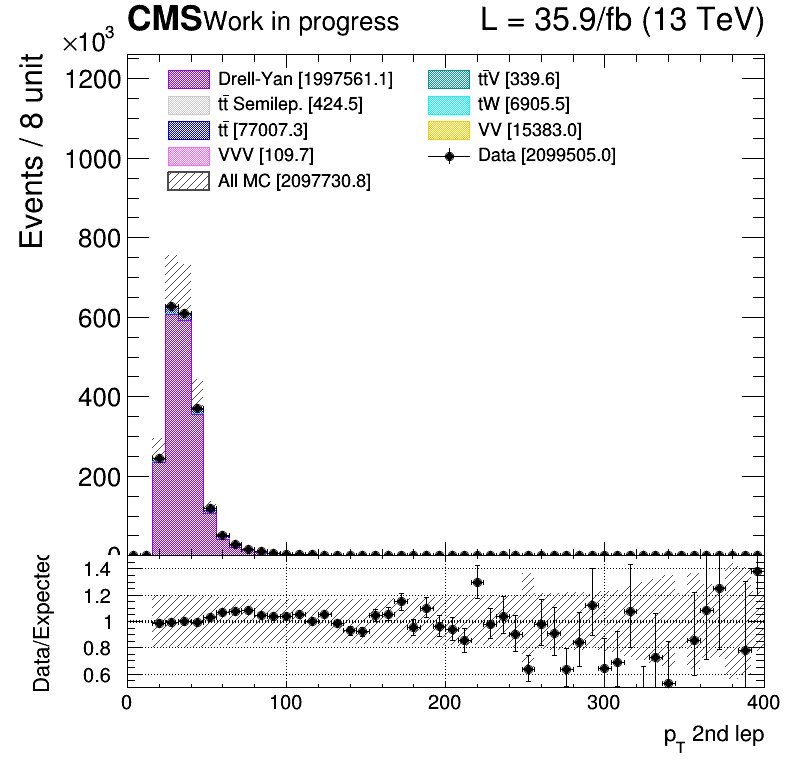 CMS Work in progress L = 35.9/fb (13 TeV)
×10³
Events / 8 unit
1200
1000
800
600
400
200
0
Drell-Yan [1997561.1]
tt̄ Semilep. [424.5]
tt̄ [77007.3]
VVV [109.7]
All MC [2097730.8]
tt̄V [339.6]
tW [6905.5]
VV [15383.0]
Data [2099505.0]
Data/Expected
1.4
1.2
1
0.8
0.6
0 100 200 300 400
p_T 2nd lep